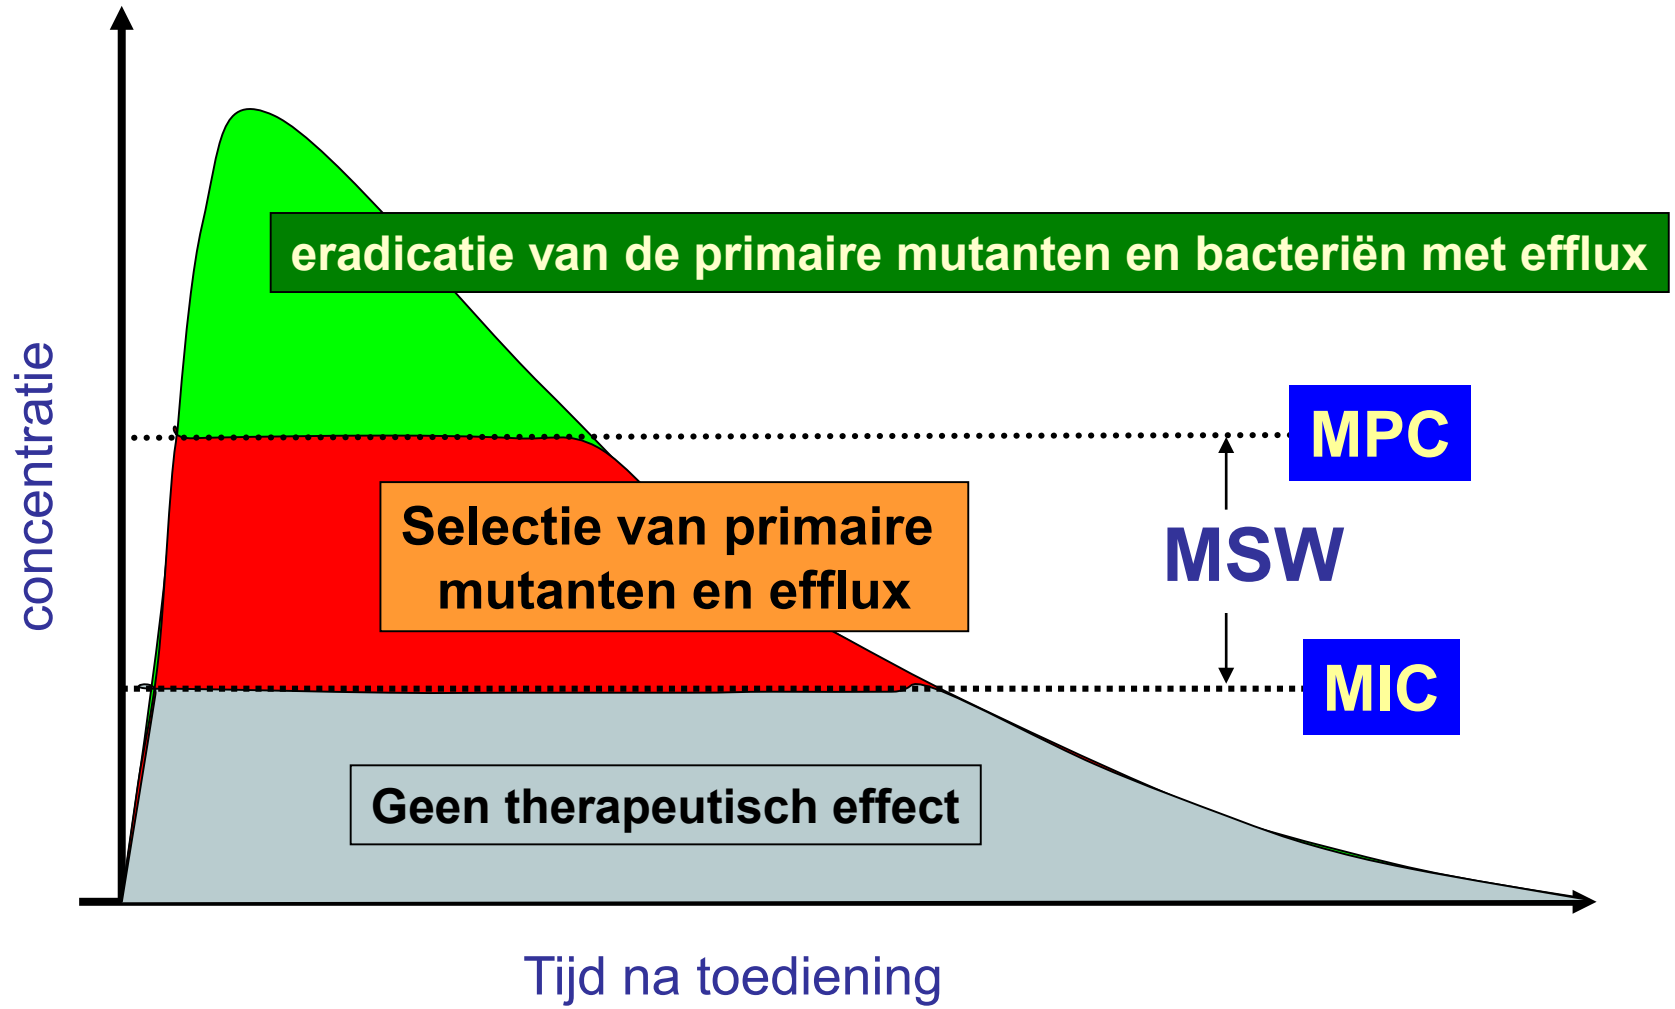 eradicatie van de primaire mutanten en bacteriën met efflux
concentratie
MPC
Selectie van primaire
mutanten en efflux
MSW
MIC
Geen therapeutisch effect
Tijd na toediening